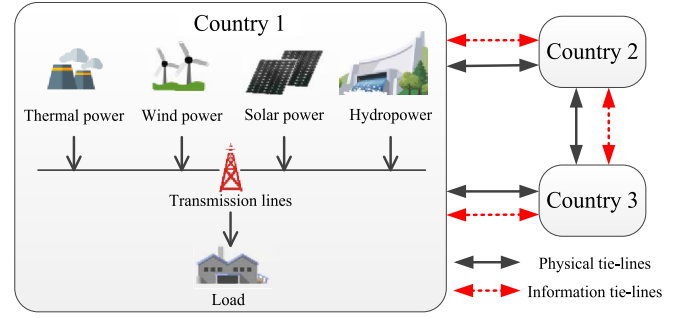 Country 1
Thermal power
Wind power
Solar power
Hydropower
Transmission lines
Load
Country 2
Country 3
Physical tie-lines
Information tie-lines